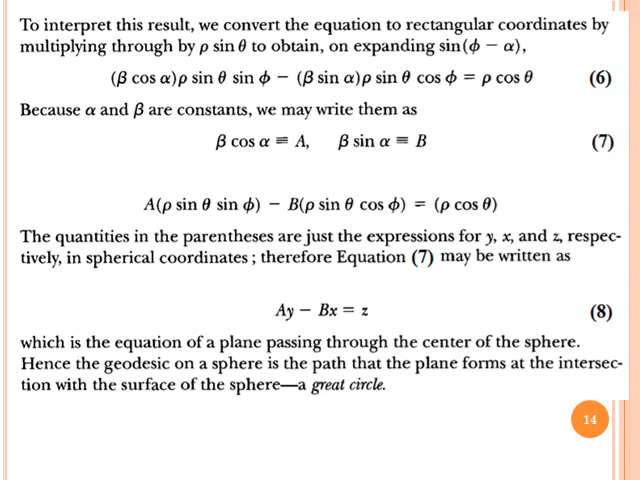 To interpret this result, we convert the equation to rectangular coordinates by
multiplying through by ρ sin θ to obtain, on expanding sin(ϕ − α),
(β cos α)ρ sin θ sin ϕ − (β sin α)ρ sin θ cos ϕ = ρ cos θ (6)
Because α and β are constants, we may write them as
β cos α ≡ A, β sin α ≡ B (7)
A(ρ sin θ sin ϕ) − B(ρ sin θ cos ϕ) = (ρ cos θ)
The quantities in the parentheses are just the expressions for y, x, and z, respec-
tively, in spherical coordinates; therefore Equation (7) may be written as
Ay − Bx = z (8)
which is the equation of a plane passing through the center of the sphere.
Hence the geodesic on a sphere is the path that the plane forms at the intersec-
tion with the surface of the sphere—a great circle.
14